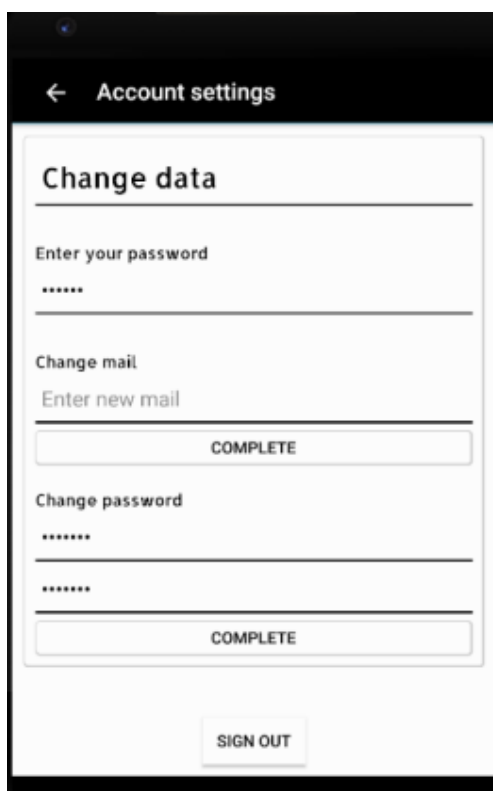 Account settings
Change data
Enter your password
••••••
Change mail
Enter new mail
COMPLETE
Change password
•••••••
•••••••
COMPLETE
SIGN OUT